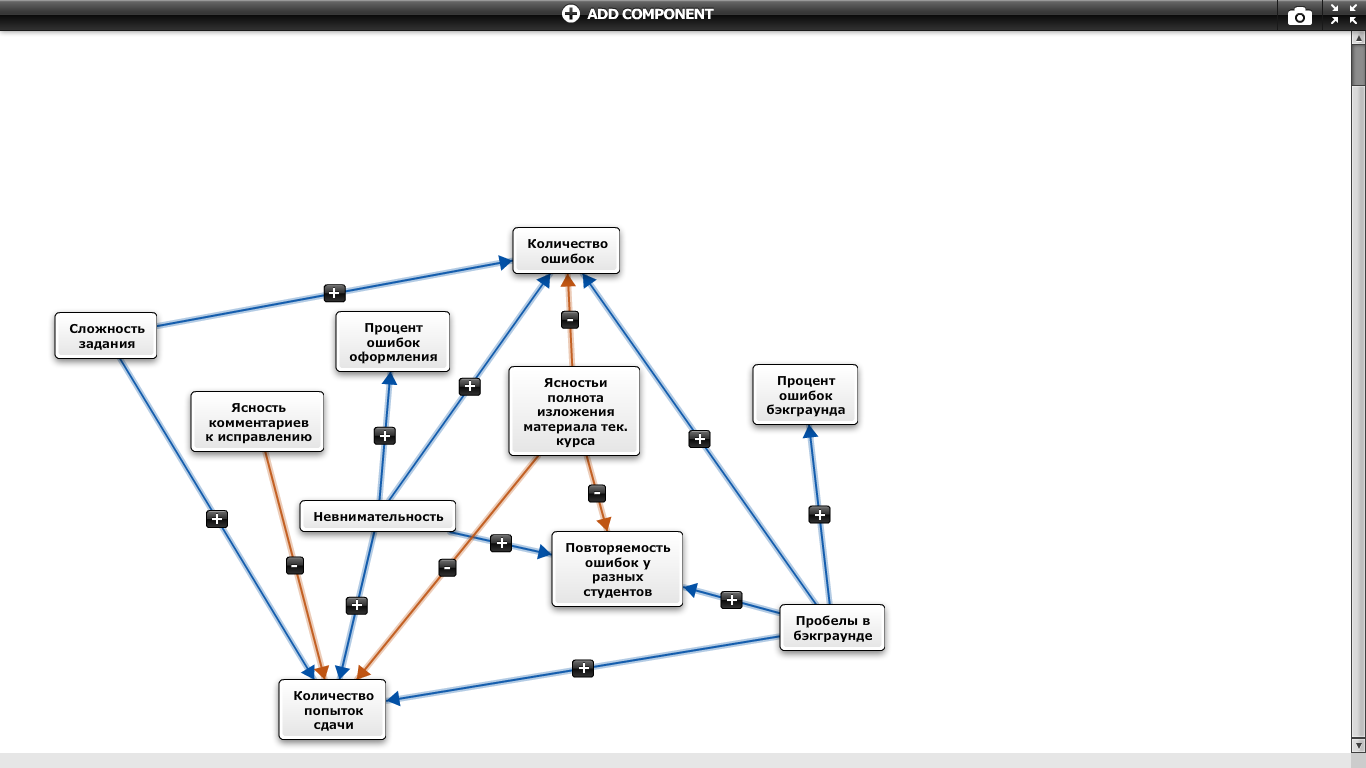 ADD COMPONENT
Количество
ошибок
+
Сложность
задания
Процент
ошибок
оформления
-
Ясностьи
полнота
изложения
материала тек.
курса
Процент
ошибок
бэкграунда
+
Ясность
комментариев
к исправлению
+
+
-
+
+
Невнимательность
+
+
Повторяемость
ошибок у
разных
студентов
-
-
+
+
Пробелы в
бэкграунде
+
Количество
попыток
сдачи